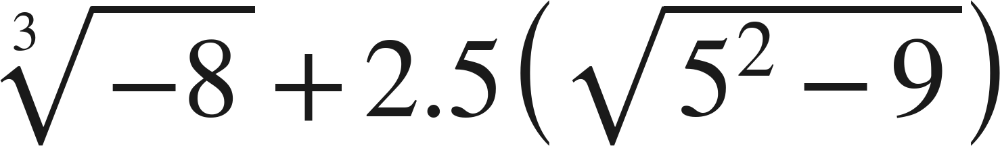 ∛(−8) + 2.5(√(5² − 9))